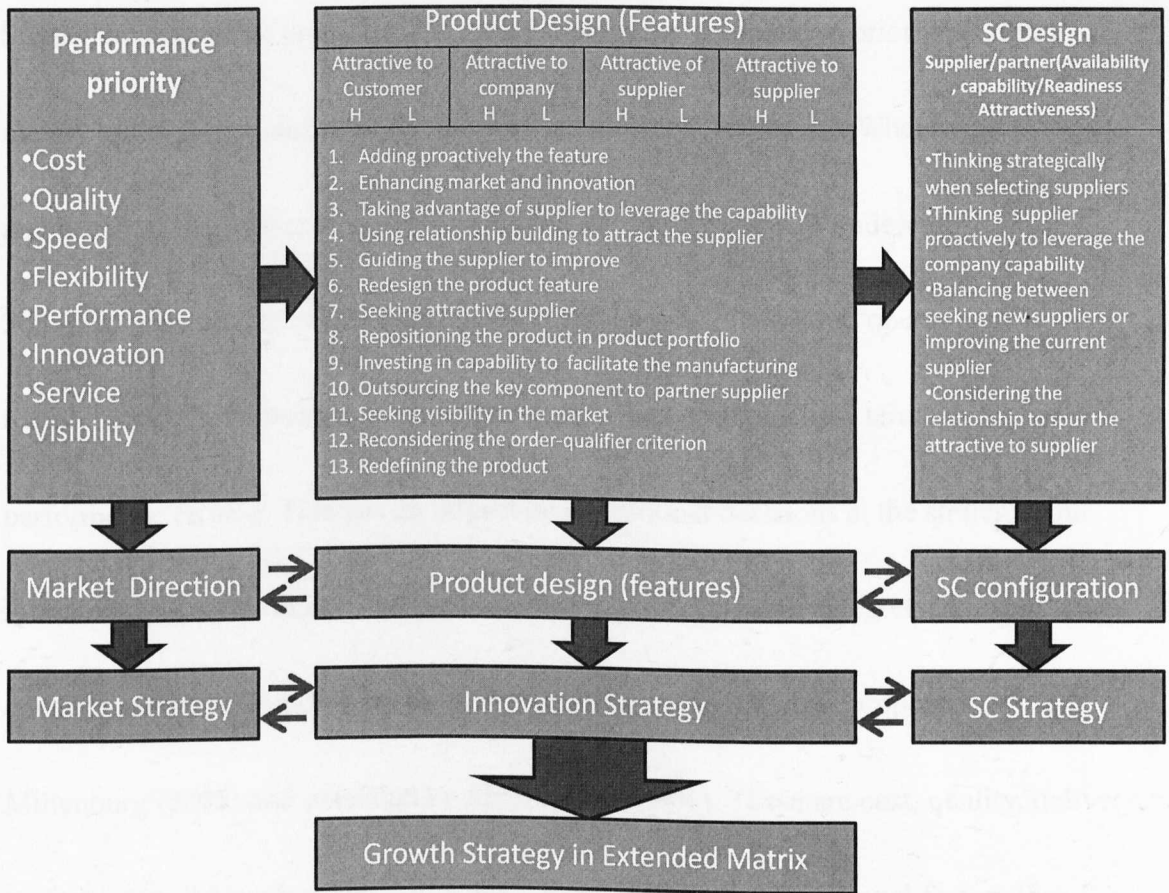 Performance
priority
•Cost
•Quality
•Speed
•Flexibility
•Performance
•Innovation
•Service
•Visibility
Product Design (Features)
Attractive to
Customer
H L
Attractive to
company
H L
Attractive of
supplier
H L
Attractive to
supplier
H L
1. Adding proactively the feature
2. Enhancing market and innovation
3. Taking advantage of supplier to leverage the capability
4. Using relationship building to attract the supplier
5. Guiding the supplier to improve
6. Redesign the product feature
7. Seeking attractive supplier
8. Repositioning the product in product portfolio
9. Investing in capability to facilitate the manufacturing
10. Outsourcing the key component to partner supplier
11. Seeking visibility in the market
12. Reconsidering the order-qualifier criterion
13. Redefining the product
SC Design
Supplier/partner(Availability
, capability/Readiness
Attractiveness)
•Thinking strategically
when selecting suppliers
•Thinking supplier
proactively to leverage the
company capability
•Balancing between
seeking new suppliers or
improving the current
supplier
•Considering the
relationship to spur the
attractive to supplier
Market Direction
Product design (features)
SC configuration
Market Strategy
Innovation Strategy
SC Strategy
Growth Strategy in Extended Matrix